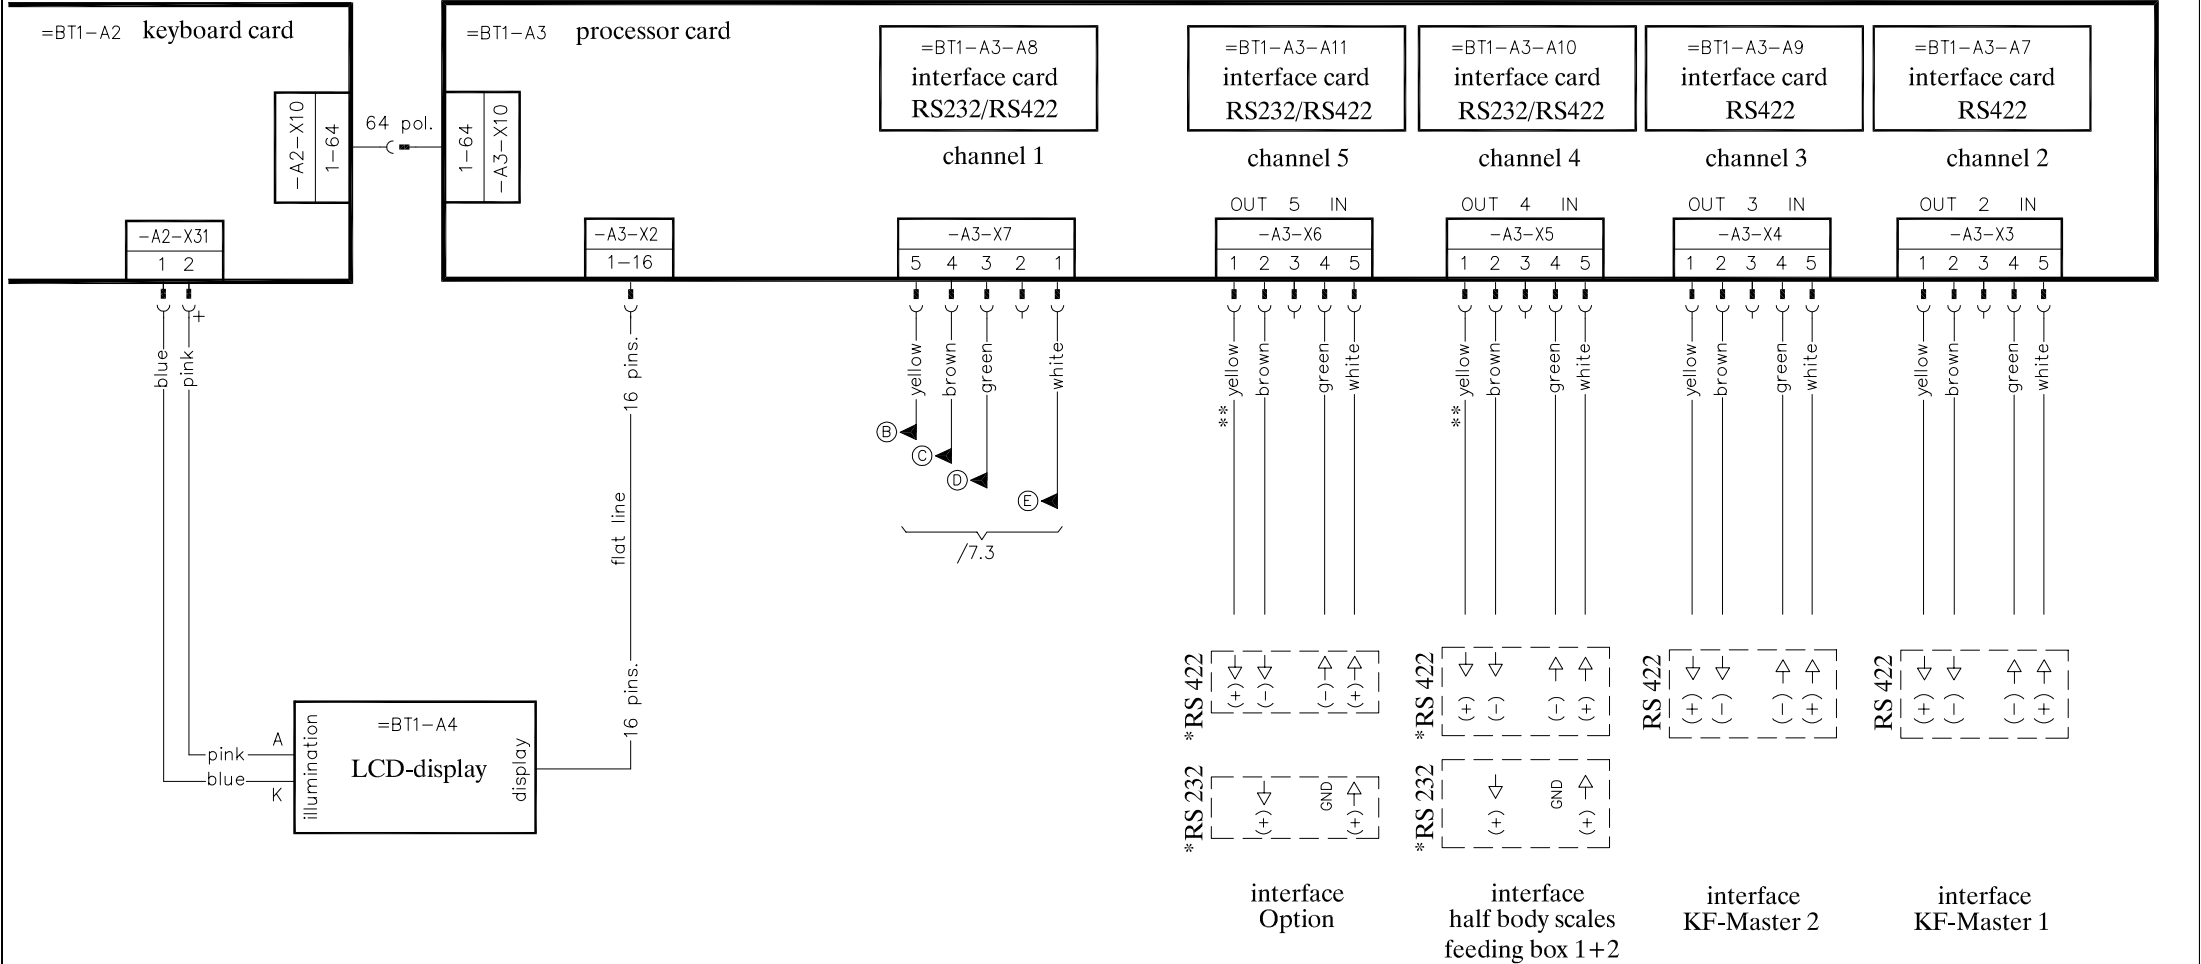 =BT1-A2 keyboard card
=BT1-A3 processor card
=BT1-A3-A8
interface card
RS232/RS422
channel 1
=BT1-A3-A11
interface card
RS232/RS422
channel 5
=BT1-A3-A10
interface card
RS232/RS422
channel 4
=BT1-A3-A9
interface card
RS422
channel 3
=BT1-A3-A7
interface card
RS422
channel 2
-A2-X10
1-64
64 pol.
1-64
-A3-X10
OUT 5 IN
OUT 4 IN
OUT 3 IN
OUT 2 IN
-A2-X31
1 2
-A3-X2
1-16
-A3-X7
5 4 3 2 1
-A3-X6
1 2 3 4 5
-A3-X5
1 2 3 4 5
-A3-X4
1 2 3 4 5
-A3-X3
1 2 3 4 5
+
blue
pink
16 pins.
flat line
16 pins.
yellow
brown
green
white
B
C
D
E
/7.3
yellow
brown
green
white
**
yellow
brown
green
white
**
yellow
brown
green
white
yellow
brown
green
white
*RS 422
(+) (-) (-) (+)
*RS 422
(+) (-) (-) (+)
RS 422
(+) (-) (-) (+)
RS 422
(+) (-) (-) (+)
*RS 232
(+) GND (+)
*RS 232
(+) GND (+)
A
pink
blue
K
illumination
=BT1-A4
LCD-display
display
interface
Option
interface
half body scales
feeding box 1+2
interface
KF-Master 2
interface
KF-Master 1